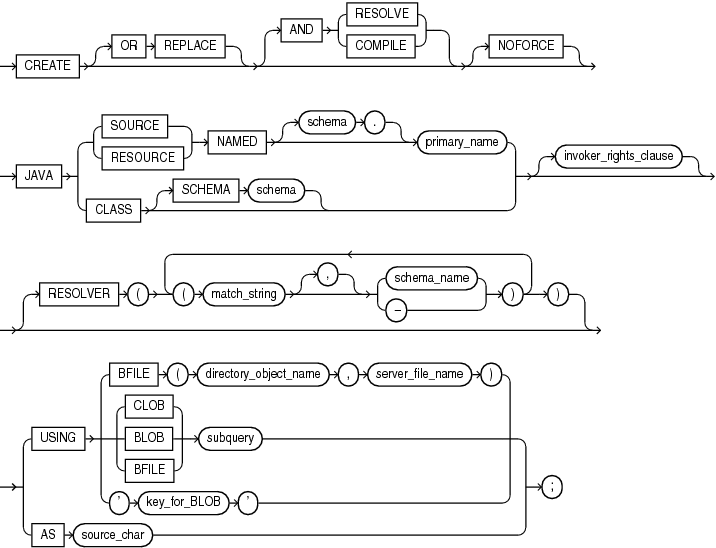 OR REPLACE AND RESOLVE
COMPILE
CREATE NOFORCE
SOURCE
RESOURCE
NAMED schema .
primary_name
JAVA
CLASS SCHEMA schema
invoker_rights_clause
RESOLVER ( ( match_string , schema_name
– ) )
BFILE ( directory_object_name , server_file_name )
CLOB
USING BLOB subquery
BFILE
' key_for_BLOB ' ;
AS source_char